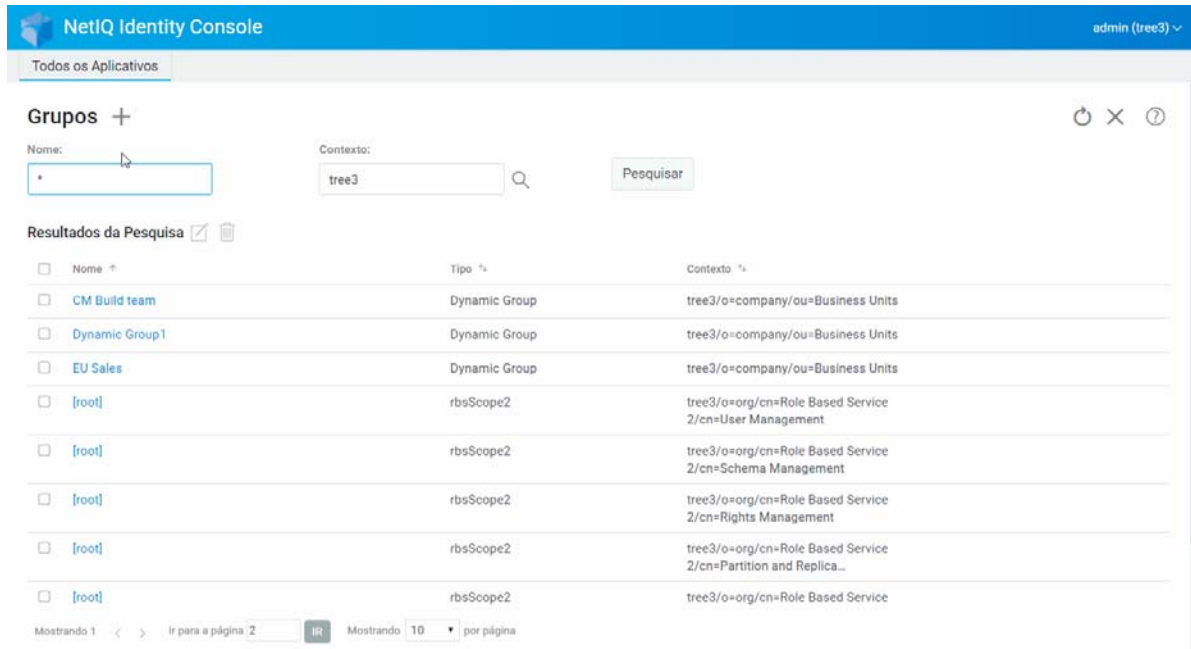 NetIQ Identity Console
admin (tree3)
Todos os Aplicativos
Grupos
Nome:
Contexto:
*
tree3
Pesquisar
Resultados da Pesquisa
Nome Tipo Contexto
CM Build team Dynamic Group tree3/o=company/ou=Business Units
Dynamic Group1 Dynamic Group tree3/o=company/ou=Business Units
EU Sales Dynamic Group tree3/o=company/ou=Business Units
[root] rbsScope2 tree3/o=org/cn=Role Based Service
2/cn=User Management
[root] rbsScope2 tree3/o=org/cn=Role Based Service
2/cn=Schema Management
[root] rbsScope2 tree3/o=org/cn=Role Based Service
2/cn=Rights Management
[root] rbsScope2 tree3/o=org/cn=Role Based Service
2/cn=Partition and Replica...
[root] rbsScope2 tree3/o=org/cn=Role Based Service
Mostrando 1 < > Ir para a página 2 IR Mostrando 10 por página